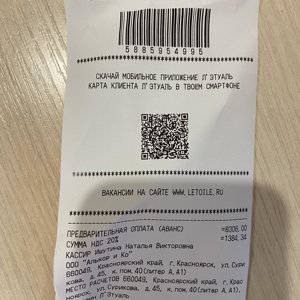 5885954995
СКАЧАЙ МОБИЛЬНОЕ ПРИЛОЖЕНИЕ Л'ЭТУАЛЬ
КАРТА КЛИЕНТА Л'ЭТУАЛЬ В ТВОЕМ СМАРТФОНЕ
ВАКАНСИИ НА САЙТЕ WWW.LETOILE.RU
ПРЕДВАРИТЕЛЬНАЯ ОПЛАТА (АВАНС) =8306,00
СУММА НДС 20% =1384,34
КАССИР Ишутина Наталья Викторовна
ООО "Алькор и Ко"
660049, Красноярский край, г.Красноярск, ул.Сури
кова, д.45, к. пом.40(литер А,А1)
МЕСТО РАСЧЕТОВ 660049, Красноярский край, г.Крас
ноярск, ул.Сурикова, д.45, к. пом.40(литер А,А1)
Л'Этуаль